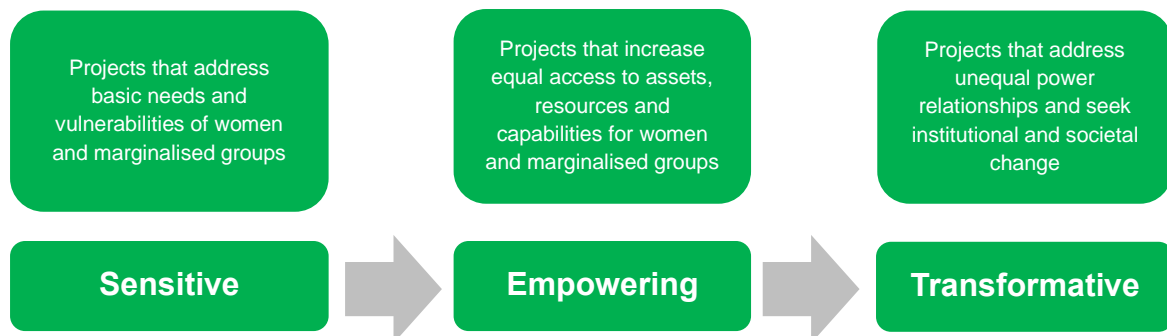 Projects that address
basic needs and
vulnerabilities of women
and marginalised groups
Projects that increase
equal access to assets,
resources and
capabilities for women
and marginalised groups
Projects that address
unequal power
relationships and seek
institutional and societal
change
Sensitive
Empowering
Transformative